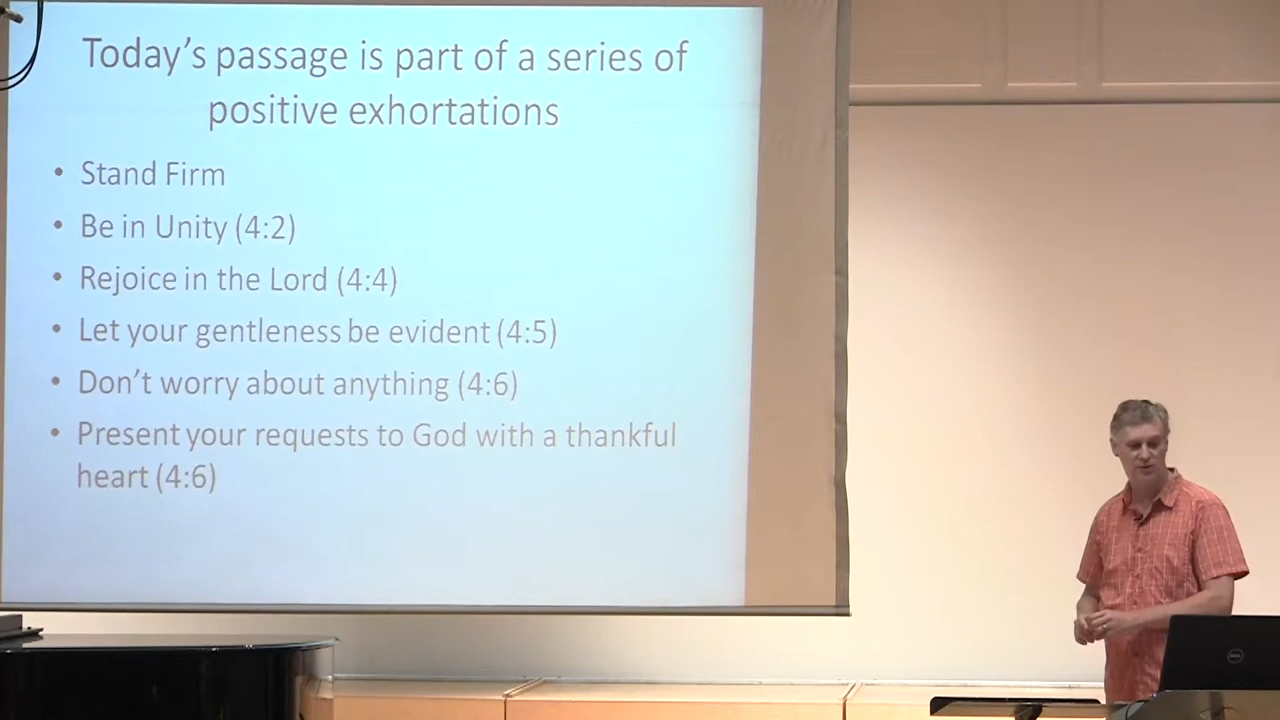 Today’s passage is part of a series of
positive exhortations
• Stand Firm
• Be in Unity (4:2)
• Rejoice in the Lord (4:4)
• Let your gentleness be evident (4:5)
• Don’t worry about anything (4:6)
• Present your requests to God with a thankful
heart (4:6)
DELL